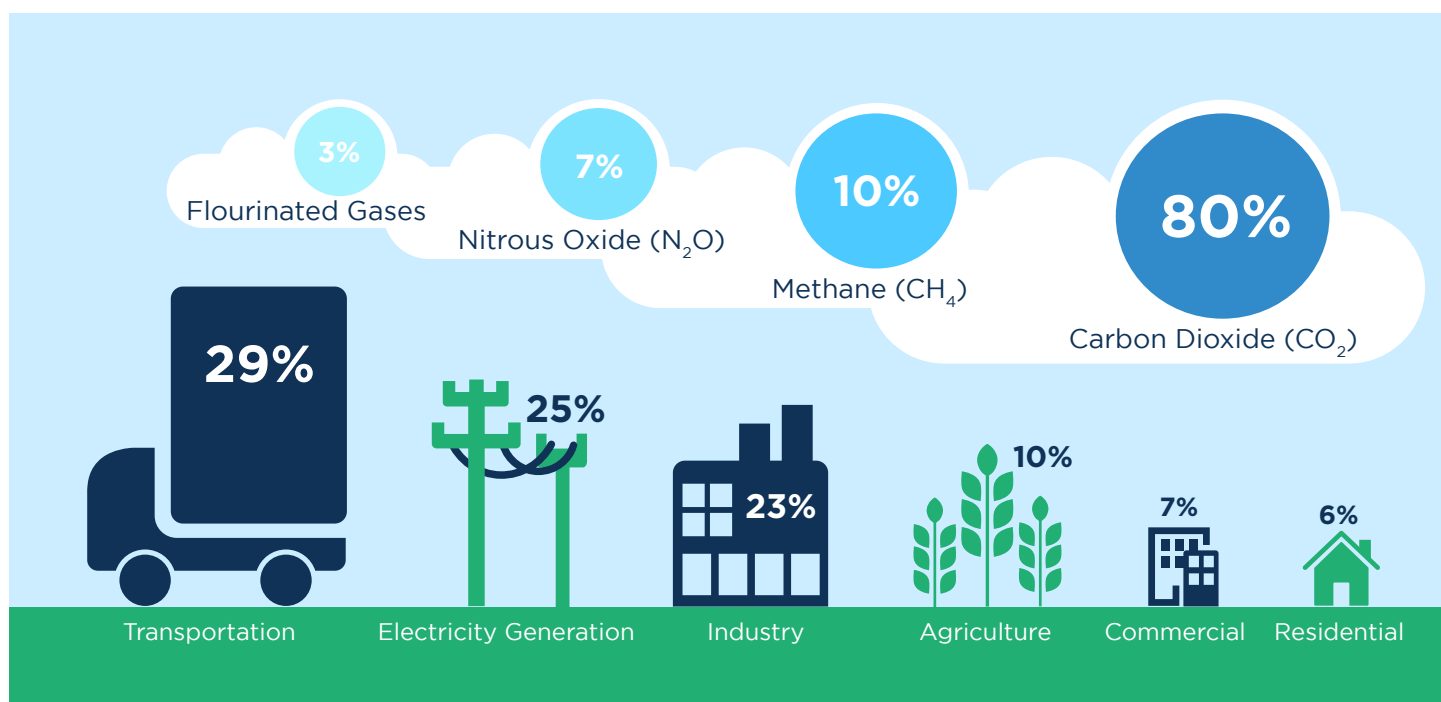 3%
Flourinated Gases
7%
Nitrous Oxide (N₂O)
10%
Methane (CH₄)
80%
Carbon Dioxide (CO₂)
29%
Transportation
25%
Electricity Generation
23%
Industry
10%
Agriculture
7%
Commercial
6%
Residential